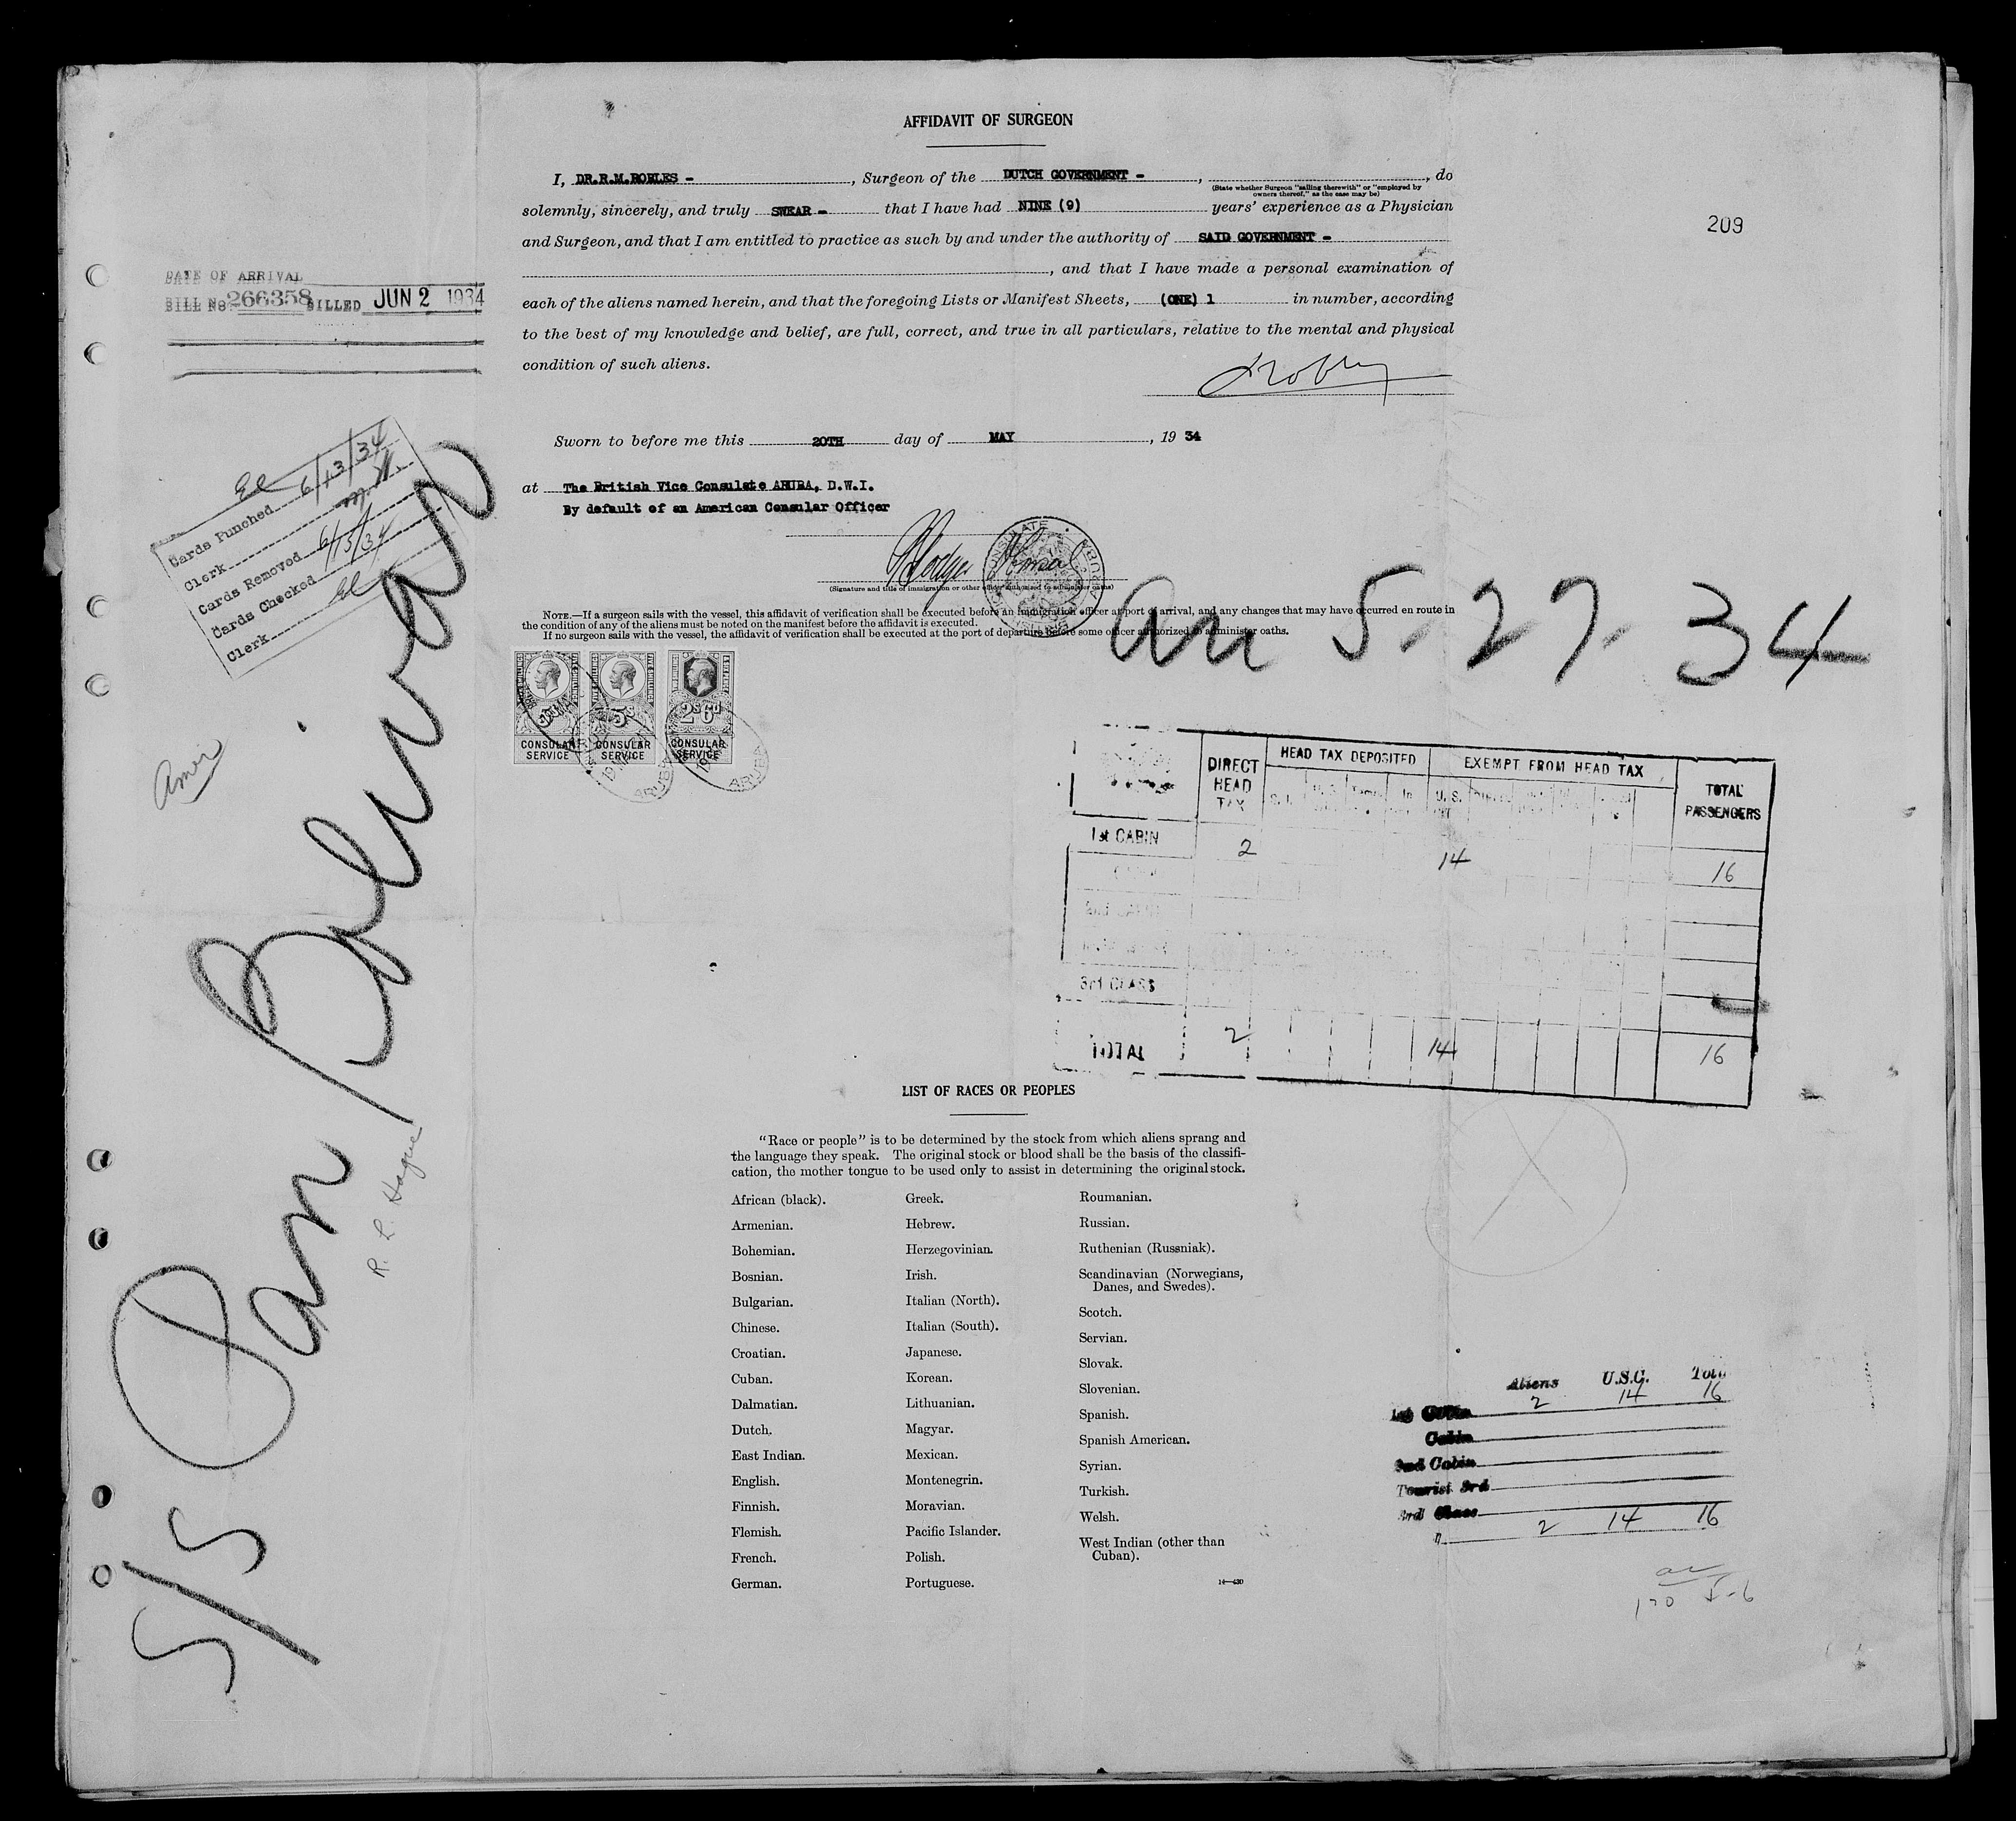 AFFIDAVIT OF SURGEON
I, DR.R.M.ROBLES - , Surgeon of the DUTCH GOVERNMENT - , , do
(State whether Surgeon "sailing therewith" or "employed by owners thereof," as the case may be)
solemnly, sincerely, and truly SWEAR - that I have had NINE (9) years' experience as a Physician
and Surgeon, and that I am entitled to practice as such by and under the authority of SAID GOVERNMENT -
, and that I have made a personal examination of
each of the aliens named herein, and that the foregoing Lists or Manifest Sheets, (ONE) 1 in number, according
to the best of my knowledge and belief, are full, correct, and true in all particulars, relative to the mental and physical
condition of such aliens.
209
DATE OF ARRIVAL
BILL No. 266358 BILLED JUN 2 1934
Sworn to before me this 20TH day of MAY , 19 34
at The British Vice Consulate ARUBA, D.W.I.
By default of an American Consular Officer
(Signature and title of immigration or other officer authorized to administer oaths)
NOTE.—If a surgeon sails with the vessel, this affidavit of verification shall be executed before an immigration officer at port of arrival, and any changes that may have occurred en route in
the condition of any of the aliens must be noted on the manifest before the affidavit is executed.
If no surgeon sails with the vessel, the affidavit of verification shall be executed at the port of departure before some officer authorized to administer oaths.
Cards Punched 6/13/34
Clerk
Cards Removed 6/15/34
Cards Checked
Clerk
5-27-34
CONSULAR SERVICE
5s CONSULAR SERVICE
2s6d CONSULAR SERVICE
ARUBA
ARUBA
S/S Pan Bolivar
R. L. Hague
DIRECT HEAD TAX HEAD TAX DEPOSITED EXEMPT FROM HEAD TAX TOTAL PASSENGERS
U.S.
1st CABIN 2 14 16
3rd CLASS
TOTAL 2 14 16
LIST OF RACES OR PEOPLES
"Race or people" is to be determined by the stock from which aliens sprang and
the language they speak. The original stock or blood shall be the basis of the classifi-
cation, the mother tongue to be used only to assist in determining the original stock.
African (black).
Armenian.
Bohemian.
Bosnian.
Bulgarian.
Chinese.
Croatian.
Cuban.
Dalmatian.
Dutch.
East Indian.
English.
Finnish.
Flemish.
French.
German.
Greek.
Hebrew.
Herzegovinian.
Irish.
Italian (North).
Italian (South).
Japanese.
Korean.
Lithuanian.
Magyar.
Mexican.
Montenegrin.
Moravian.
Pacific Islander.
Polish.
Portuguese.
Roumanian.
Russian.
Ruthenian (Russniak).
Scandinavian (Norwegians,
Danes, and Swedes).
Scotch.
Servian.
Slovak.
Slovenian.
Spanish.
Spanish American.
Syrian.
Turkish.
Welsh.
West Indian (other than
Cuban).
Aliens U.S.C. Total
1st Cabin 2 14 16
Cabin
2nd Cabin
Tourist 3rd
3rd Class
2 14 16